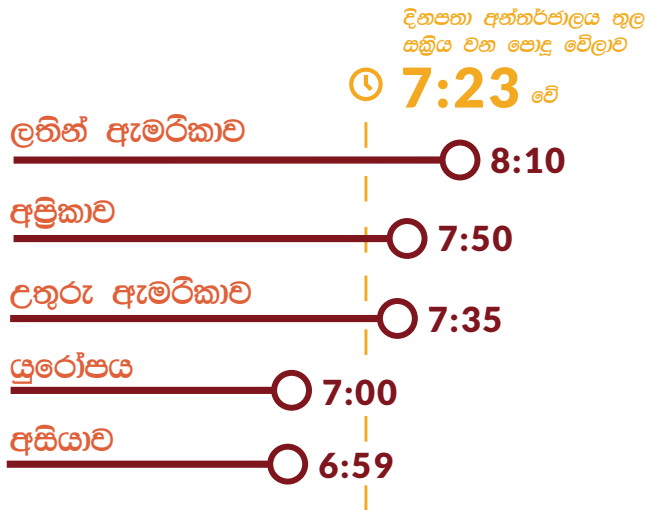 දිනපතා අන්තර්ජාලය තුල
සක්‍රිය වන පොදු වේලාව
7:23 වේ
ලතින් ඇමරිකාව
8:10
අප්‍රිකාව
7:50
උතුරු ඇමරිකාව
7:35
යුරෝපය
7:00
අසියාව
6:59